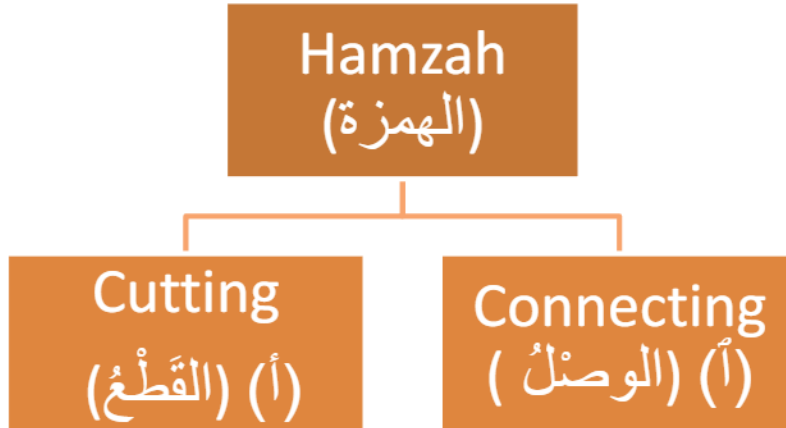 Hamzah
(الهمزة)
Cutting
(أ) (القَطْعُ)
Connecting
(ٱ) (الوصْلُ )